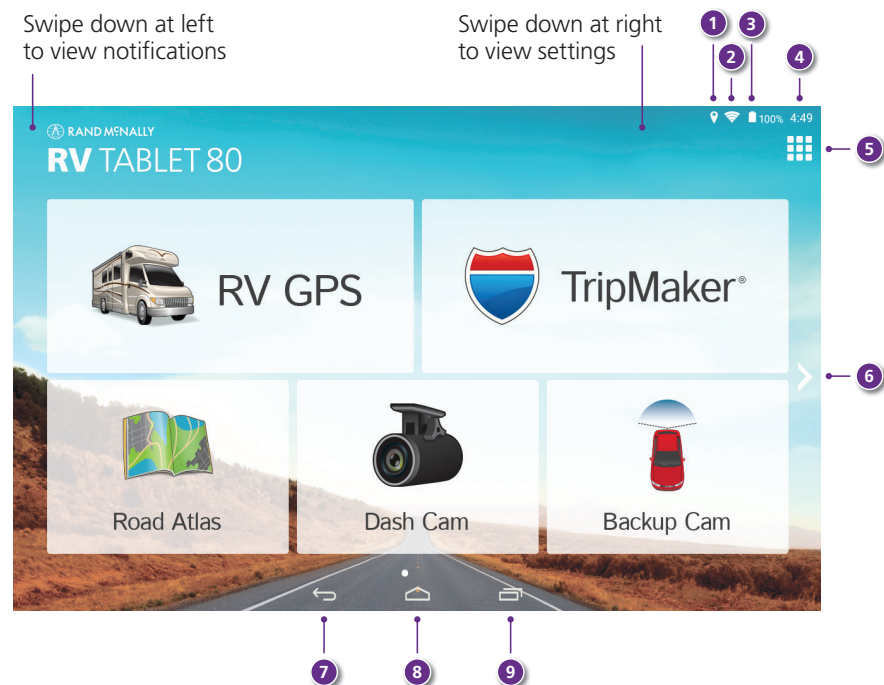 Swipe down at left
to view notifications
Swipe down at right
to view settings
1
2
3
4
RAND MCNALLY
100% 4:49
RV TABLET 80
5
RV GPS
TripMaker®
6
Road Atlas
Dash Cam
Backup Cam
7
8
9